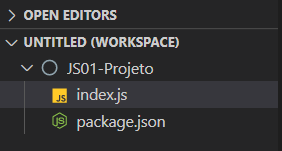 OPEN EDITORS
UNTITLED (WORKSPACE)
JS01-Projeto
JS index.js
package.json